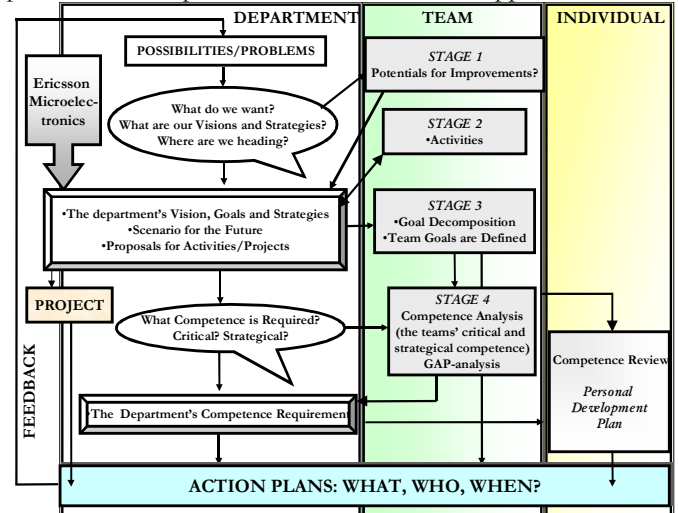 DEPARTMENT
TEAM
INDIVIDUAL
POSSIBILITIES/PROBLEMS
STAGE 1
Potentials for Improvements?
Ericsson
Microelec-
tronics
What do we want?
What are our Visions and Strategies?
Where are we heading?
STAGE 2
•Activities
•The department's Vision, Goals and Strategies
•Scenario for the Future
•Proposals for Activities/Projects
STAGE 3
•Goal Decomposition
•Team Goals are Defined
PROJECT
What Competence is Required?
Critical? Strategical?
STAGE 4
Competence Analysis
(the teams' critical and
strategical competence)
GAP-analysis
Competence Review
Personal
Development
Plan
FEEDBACK
•The Department's Competence Requirement
ACTION PLANS: WHAT, WHO, WHEN?